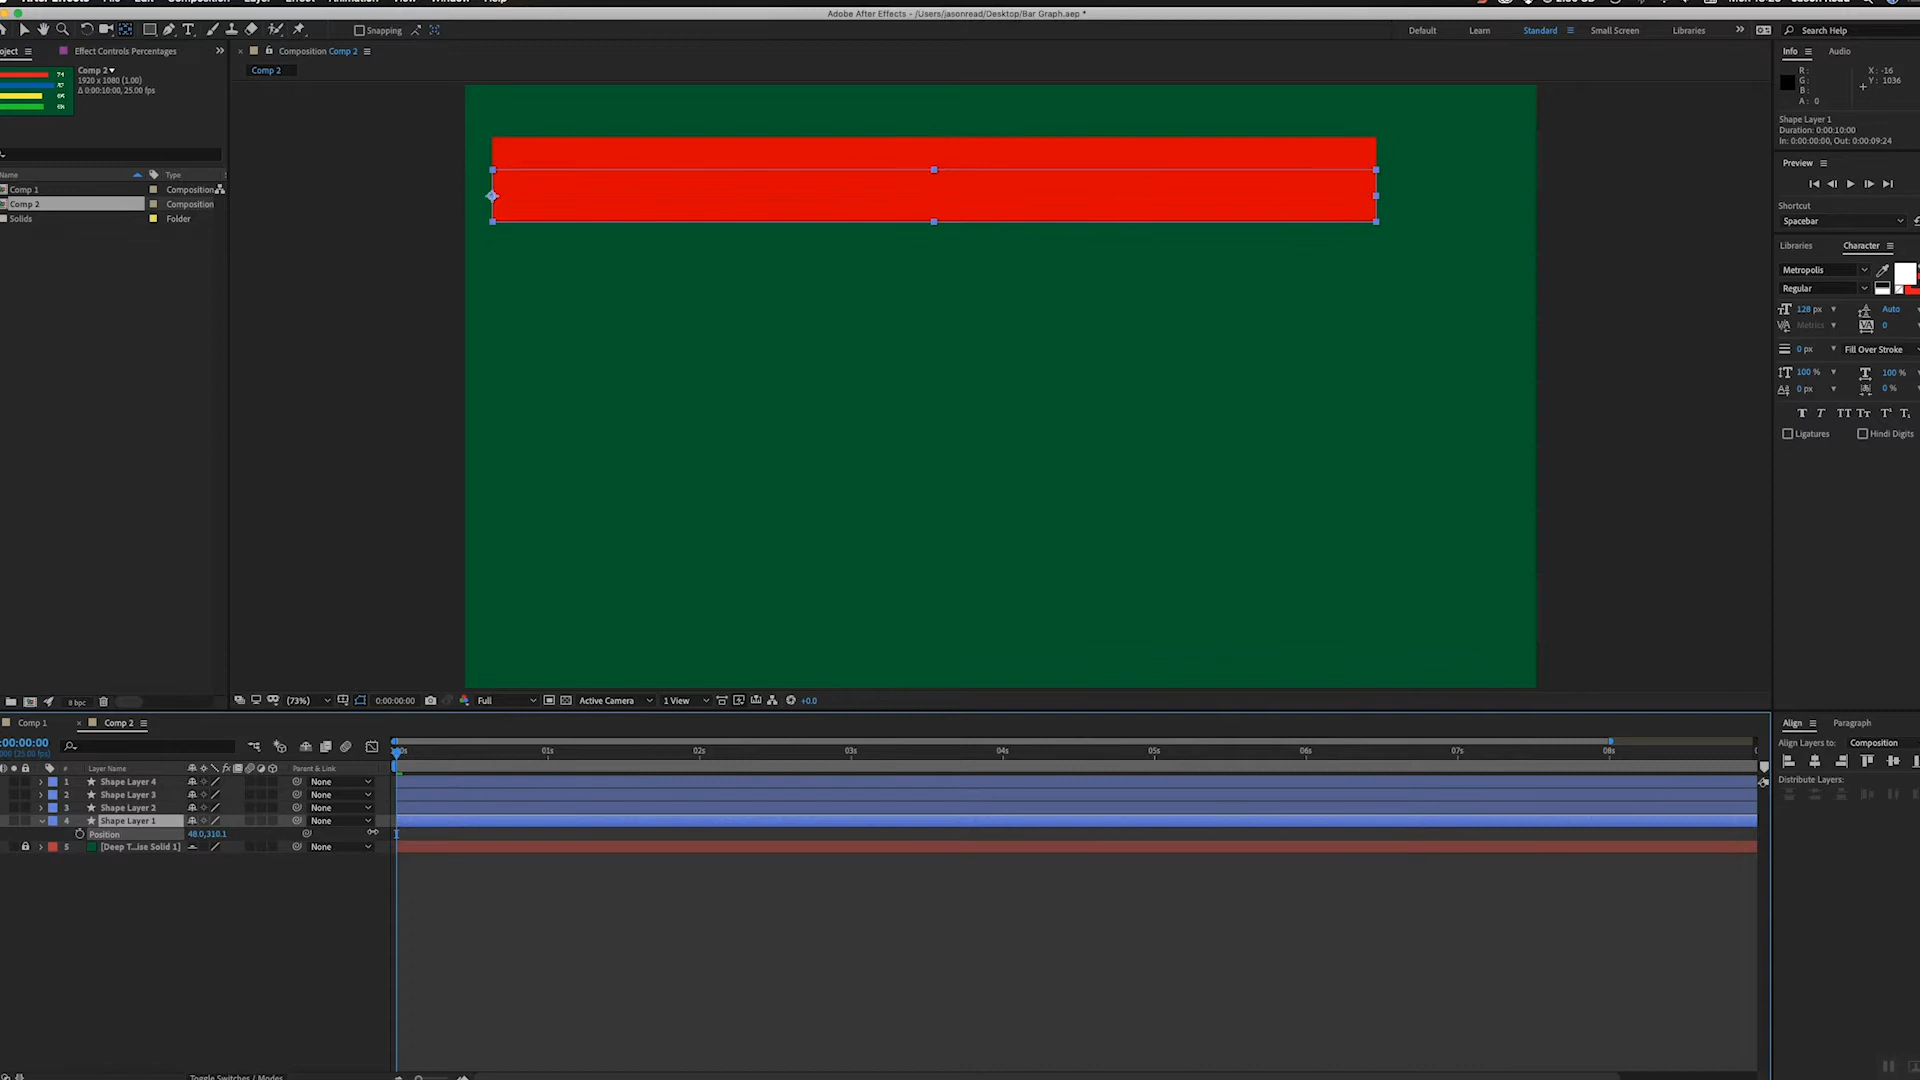 Adobe After Effects - /Users/jasonread/Desktop/Bar Graph.aep *
Snapping
Default
Learn
Standard
Small Screen
Libraries
Search Help
oject
Effect Controls Percentages
Composition Comp 2
Info
Audio
Comp 2
1920 x 1080 (1.00)
Δ 0:00:10:00, 25.00 fps
Comp 2
R :
G :
B :
A : 0
X : -16
Y : 1036
Shape Layer 1
Duration: 0:00:10:00
In: 0:00:00:00, Out: 0:00:09:24
Preview
Name
Type
Comp 1
Composition
Comp 2
Composition
Solids
Folder
Shortcut
Spacebar
Libraries
Character
Metropolis
Regular
128 px
Auto
Metrics
0
0 px
Fill Over Stroke
100 %
100 %
0 px
0 %
Ligatures
Hindi Digits
8 bpc
(73%)
0:00:00:00
Full
Active Camera
1 View
+0.0
Comp 1
Comp 2
Align
Paragraph
:00:00:00
Align Layers to:
Composition
Distribute Layers:
01s
02s
03s
04s
05s
06s
07s
08s
#
Layer Name
Parent & Link
1
Shape Layer 4
None
2
Shape Layer 3
None
3
Shape Layer 2
None
4
Shape Layer 1
None
Position
48.0,310.1
5
[Deep T...ise Solid 1]
None
Toggle Switches / Modes